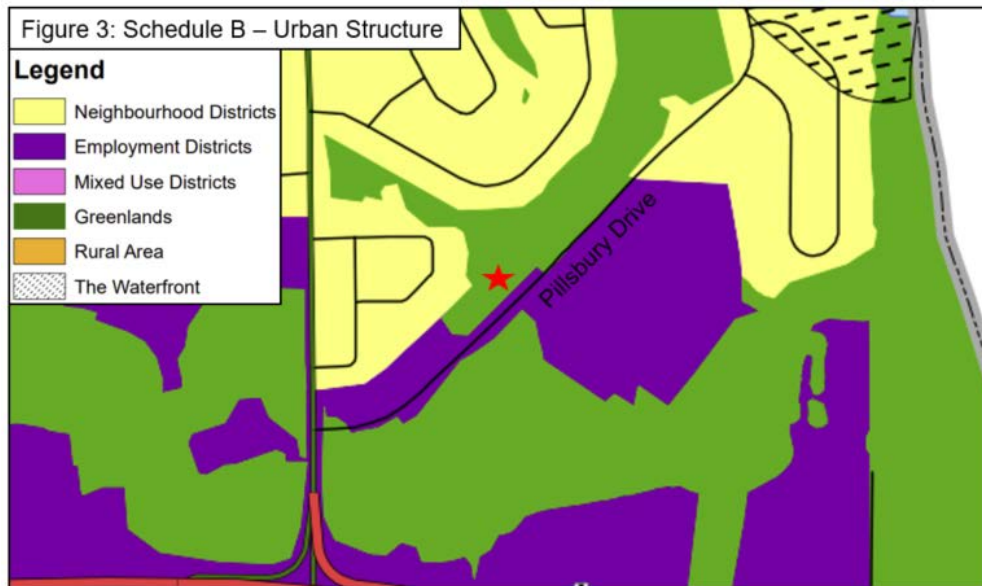 Figure 3: Schedule B – Urban Structure
Legend
Neighbourhood Districts
Employment Districts
Mixed Use Districts
Greenlands
Rural Area
The Waterfront
Pillsbury Drive